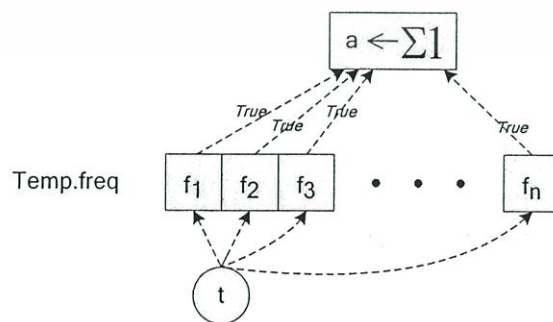 a ← ∑1
True
True
True
True
Temp.freq
f1 f2 f3 • • • fn
t